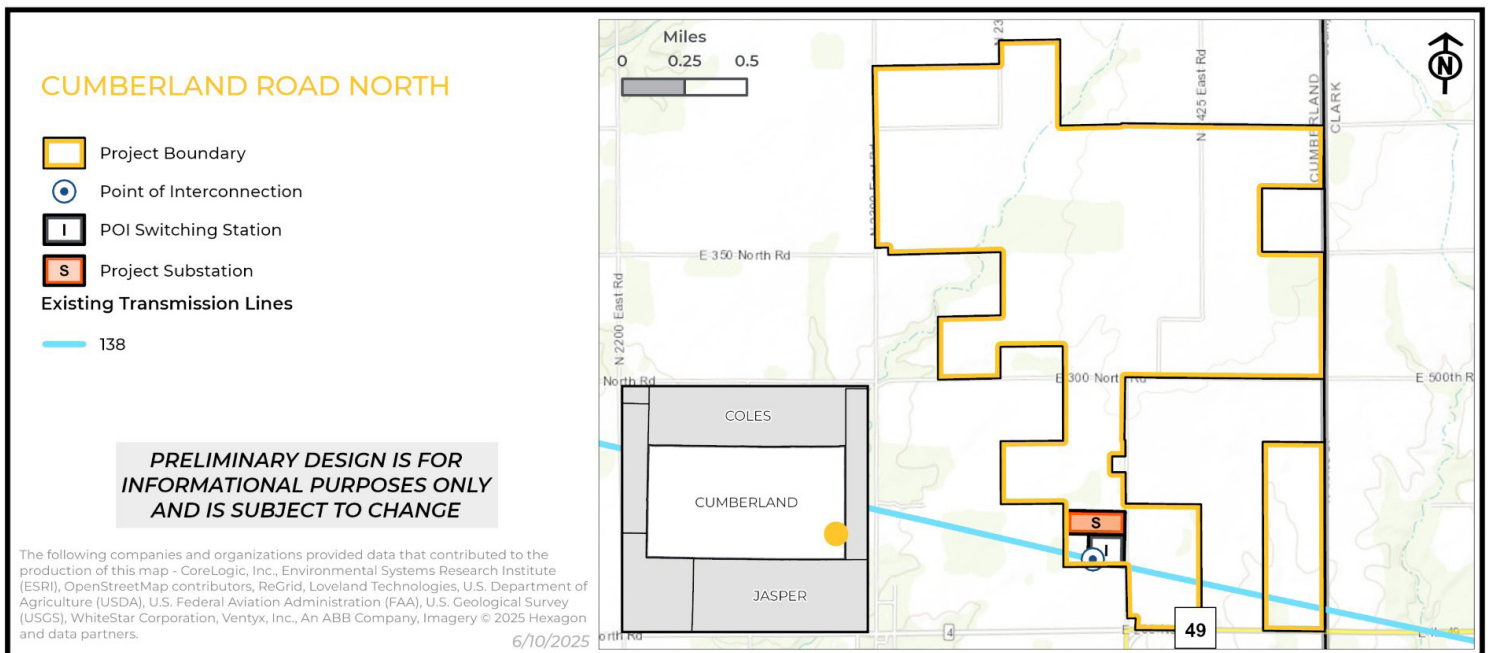 CUMBERLAND ROAD NORTH
Project Boundary
Point of Interconnection
I
POI Switching Station
S
Project Substation
Existing Transmission Lines
138
PRELIMINARY DESIGN IS FOR
INFORMATIONAL PURPOSES ONLY
AND IS SUBJECT TO CHANGE
The following companies and organizations provided data that contributed to the
production of this map - CoreLogic, Inc., Environmental Systems Research Institute
(ESRI), OpenStreetMap contributors, ReGrid, Loveland Technologies, U.S. Department of
Agriculture (USDA), U.S. Federal Aviation Administration (FAA), U.S. Geological Survey
(USGS), WhiteStar Corporation, Ventyx, Inc., An ABB Company, Imagery © 2025 Hexagon
and data partners.
6/10/2025
Miles
0 0.25 0.5
N 23
N
N 425 East Rd
CUMBERLAND
CLARK
N 2300 East Rd
E 350 North Rd
N 2200 East Rd
North Rd
E 300 North Rd
E 500th R
COLES
CUMBERLAND
JASPER
S
I
orth Rd
4
49